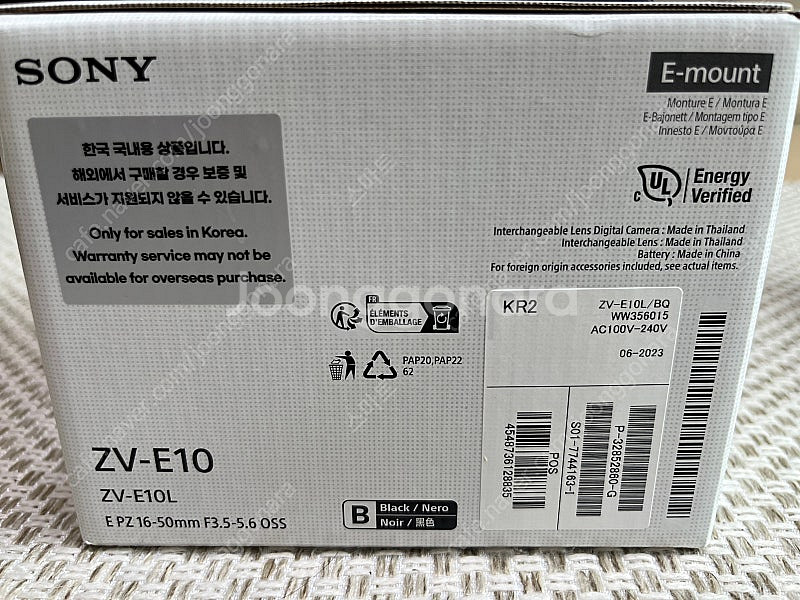 SONY
E-mount
Monture E / Montura E
E-Bajonett / Montagem tipo E
Innesto E / Μοντούρα E
한국 국내용 상품입니다.
해외에서 구매할 경우 보증 및
서비스가 지원되지 않을 수 있습니다.
Only for sales in Korea.
Warranty service may not be
available for overseas purchase.
c UL Energy
Verified
Interchangeable Lens Digital Camera : Made in Thailand
Interchangeable Lens : Made in Thailand
Battery : Made in China
For foreign origin accessories included, see actual items.
Joonggonara
FR
ÉLÉMENTS
D'EMBALLAGE
PAP20,PAP22
62
KR2
ZV-E10L/BQ
WW356015
AC100V-240V
06-2023
POS
4548736128835
S01-7744163-I
P-32852860-G
ZV-E10
ZV-E10L
E PZ 16-50mm F3.5-5.6 OSS
B
Black / Nero
Noir / 黑色